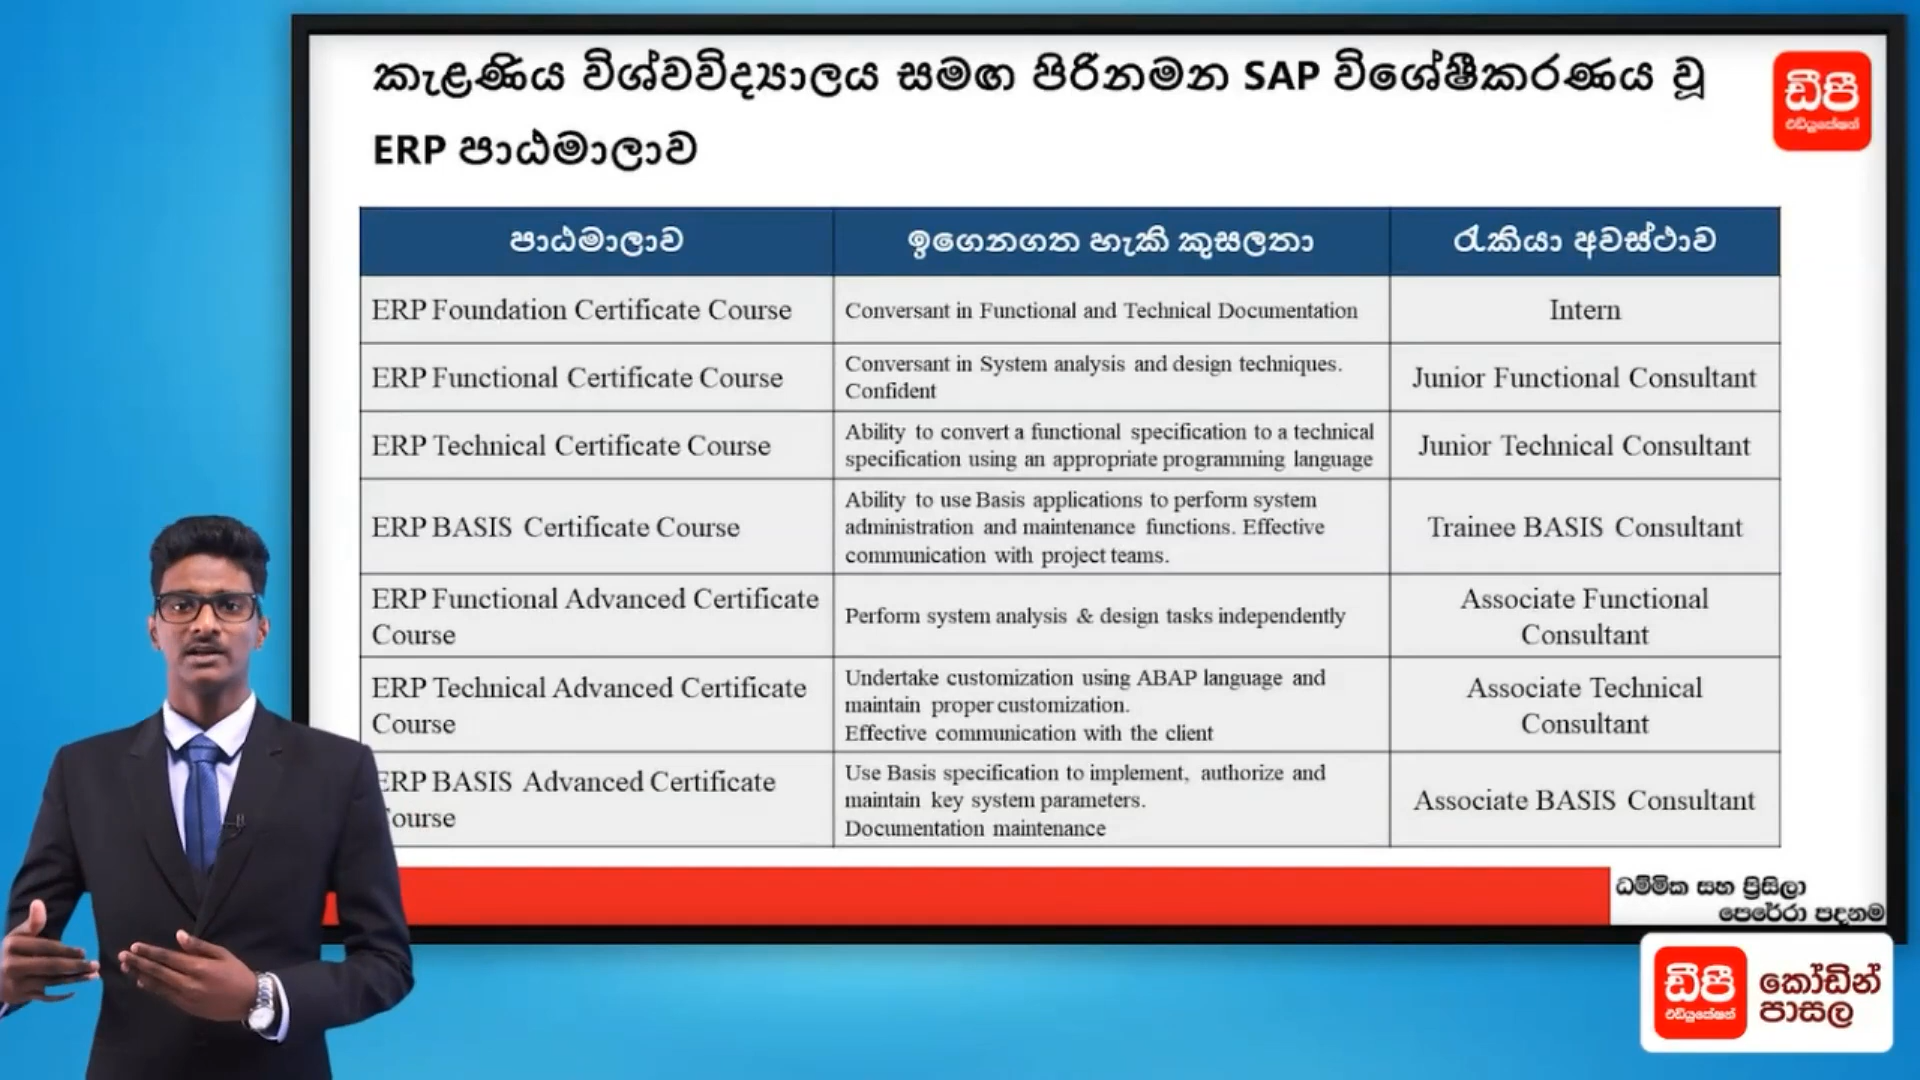 කැළණිය විශ්වවිද්‍යාලය සමඟ පිරිනමන SAP විශේෂීකරණය වූ
ERP පාඨමාලාව
ඩීපී
එඩියුකේෂන්
පාඨමාලාව
ඉගෙනගත හැකි කුසලතා
රැකියා අවස්ථාව
ERP Foundation Certificate Course
Conversant in Functional and Technical Documentation
Intern
ERP Functional Certificate Course
Conversant in System analysis and design techniques.
Confident
Junior Functional Consultant
ERP Technical Certificate Course
Ability to convert a functional specification to a technical
specification using an appropriate programming language
Junior Technical Consultant
ERP BASIS Certificate Course
Ability to use Basis applications to perform system
administration and maintenance functions. Effective
communication with project teams.
Trainee BASIS Consultant
ERP Functional Advanced Certificate
Course
Perform system analysis & design tasks independently
Associate Functional
Consultant
ERP Technical Advanced Certificate
Course
Undertake customization using ABAP language and
maintain proper customization.
Effective communication with the client
Associate Technical
Consultant
ERP BASIS Advanced Certificate
ourse
Use Basis specification to implement, authorize and
maintain key system parameters.
Documentation maintenance
Associate BASIS Consultant
ධම්මික සහ ප්‍රිසිලා
පෙරේරා පදනම
ඩීපී
එඩියුකේෂන්
කෝඩින්
පාසල